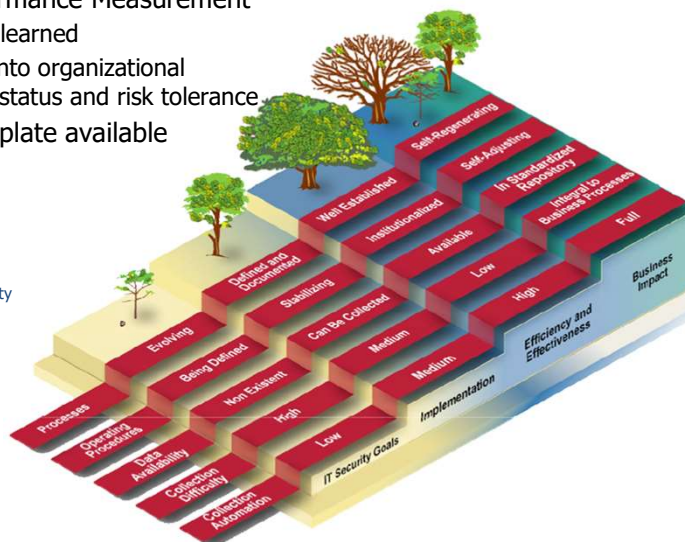 rmance Measurement
learned
nto organizational
status and risk tolerance
plate available
ty
Self-Regenerating
Self-Adjusting
In Standardized
Repository
Integral to
Business Processes
Full
Well Established
Institutionalized
Available
Low
High
Defined and
Documented
Stabilizing
Can Be Collected
Medium
Medium
Evolving
Being Defined
Non Existent
High
Low
Processes
Operating
Procedures
Data
Availability
Collection
Difficulty
Collection
Automation
IT Security Goals
Implementation
Efficiency and
Effectiveness
Business
Impact